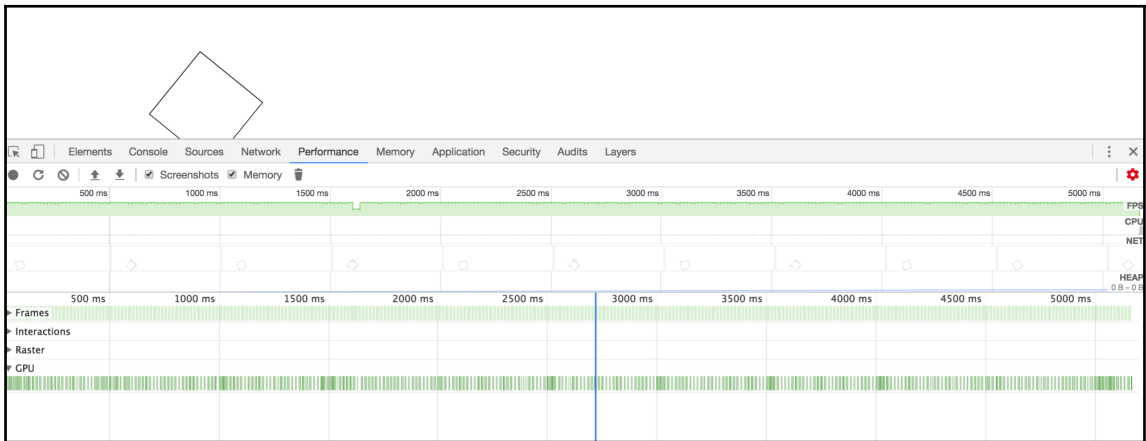 Elements Console Sources Network Performance Memory Application Security Audits Layers
Screenshots Memory
500 ms 1000 ms 1500 ms 2000 ms 2500 ms 3000 ms 3500 ms 4000 ms 4500 ms 5000 ms
FPS
CPU
NET
HEAP
0 B – 0 B
500 ms 1000 ms 1500 ms 2000 ms 2500 ms 3000 ms 3500 ms 4000 ms 4500 ms 5000 ms
Frames
Interactions
Raster
GPU